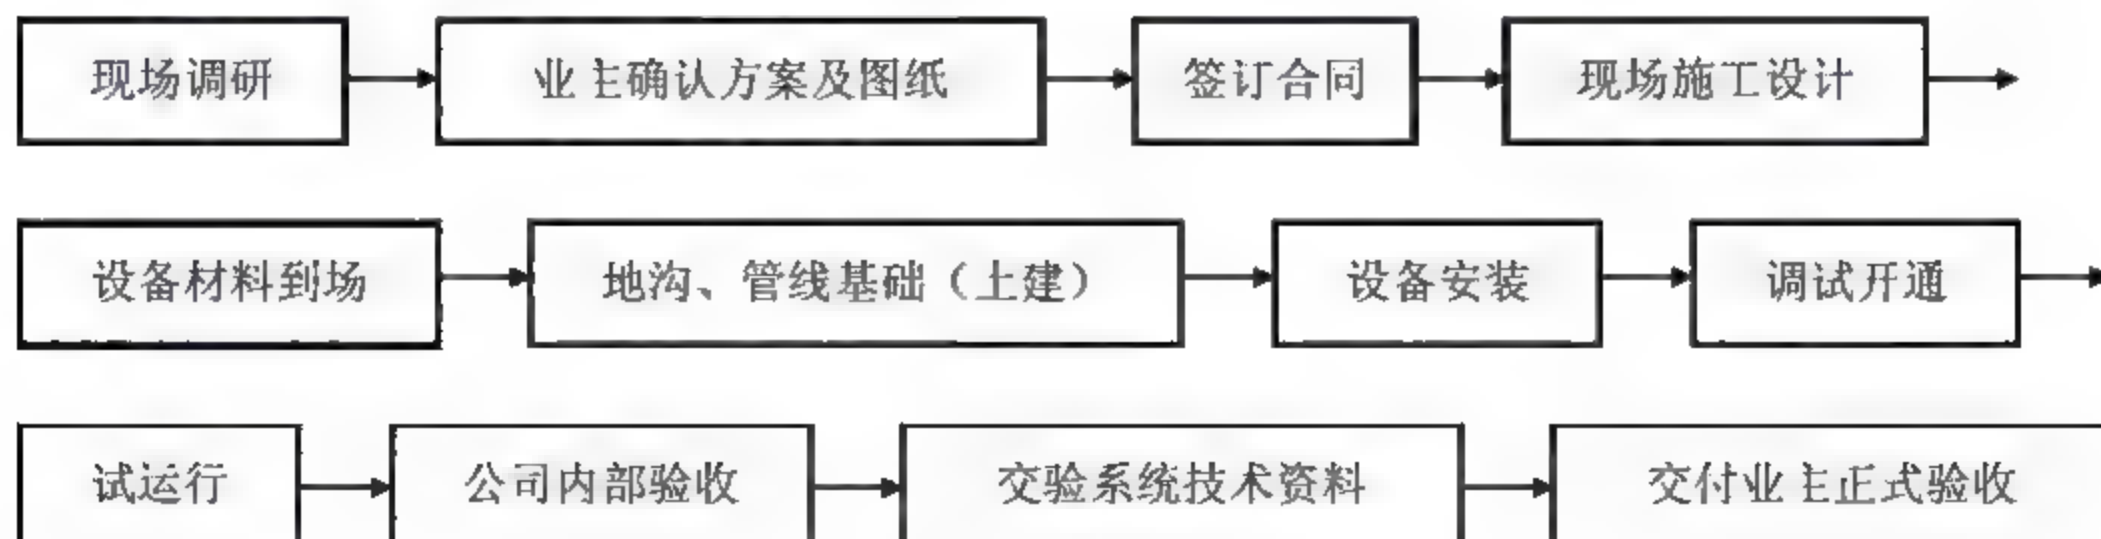 现场调研 业主确认方案及图纸 签订合同 现场施工设计
设备材料到场 地沟、管线基础（土建） 设备安装 调试开通
试运行 公司内部验收 交验系统技术资料 交付业主正式验收